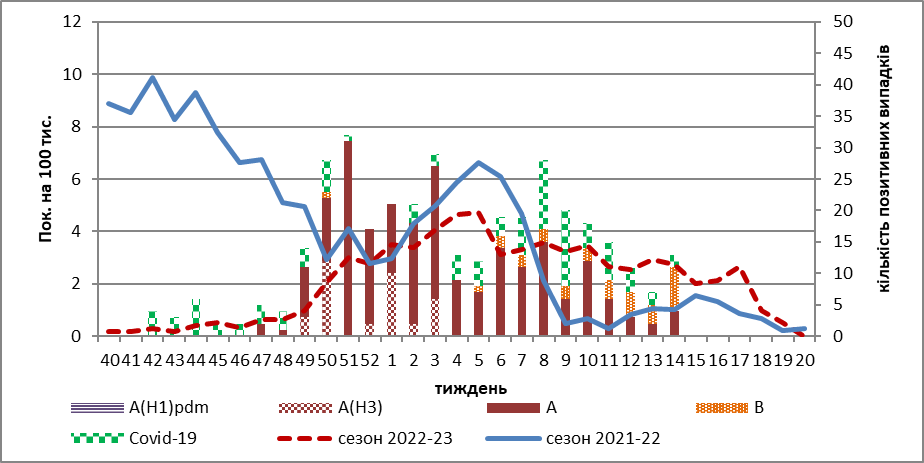 12 50
45
10 40
35
8
30
6 25
20
4
15
2 10
5
0 0
Пок. на 100 тис.
кількість позитивних випадків
40 41 42 43 44 45 46 47 48 49 50 51 52 1 2 3 4 5 6 7 8 9 10 11 12 13 14 15 16 17 18 19 20
тиждень
A(H1)pdm A(H3) A B
Covid-19 сезон 2022-23 сезон 2021-22